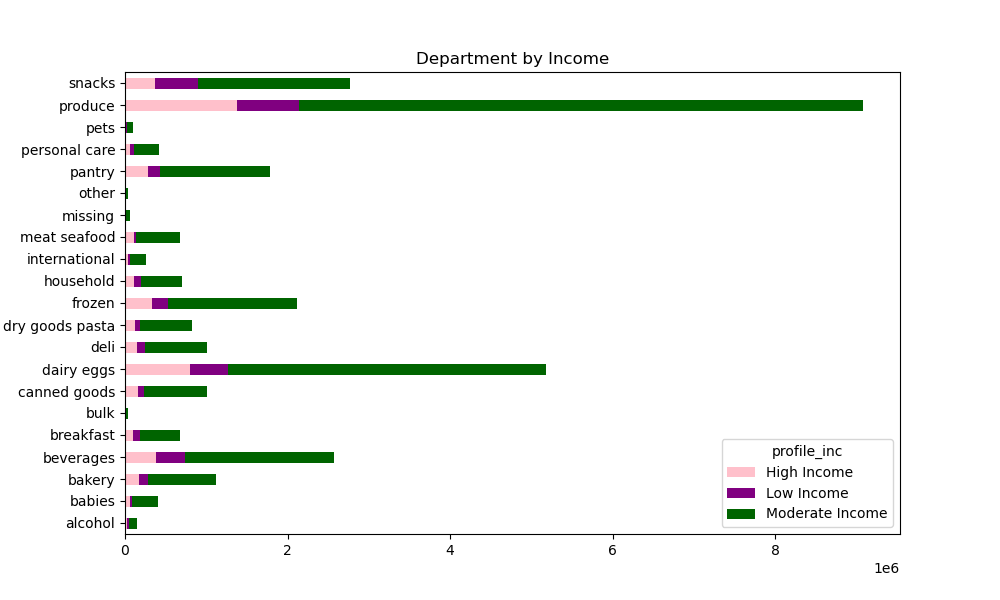 Department by Income
snacks
produce
pets
personal care
pantry
other
missing
meat seafood
international
household
frozen
dry goods pasta
deli
dairy eggs
canned goods
bulk
breakfast
beverages
bakery
babies
alcohol
profile_inc
High Income
Low Income
Moderate Income
0 2 4 6 8
1e6